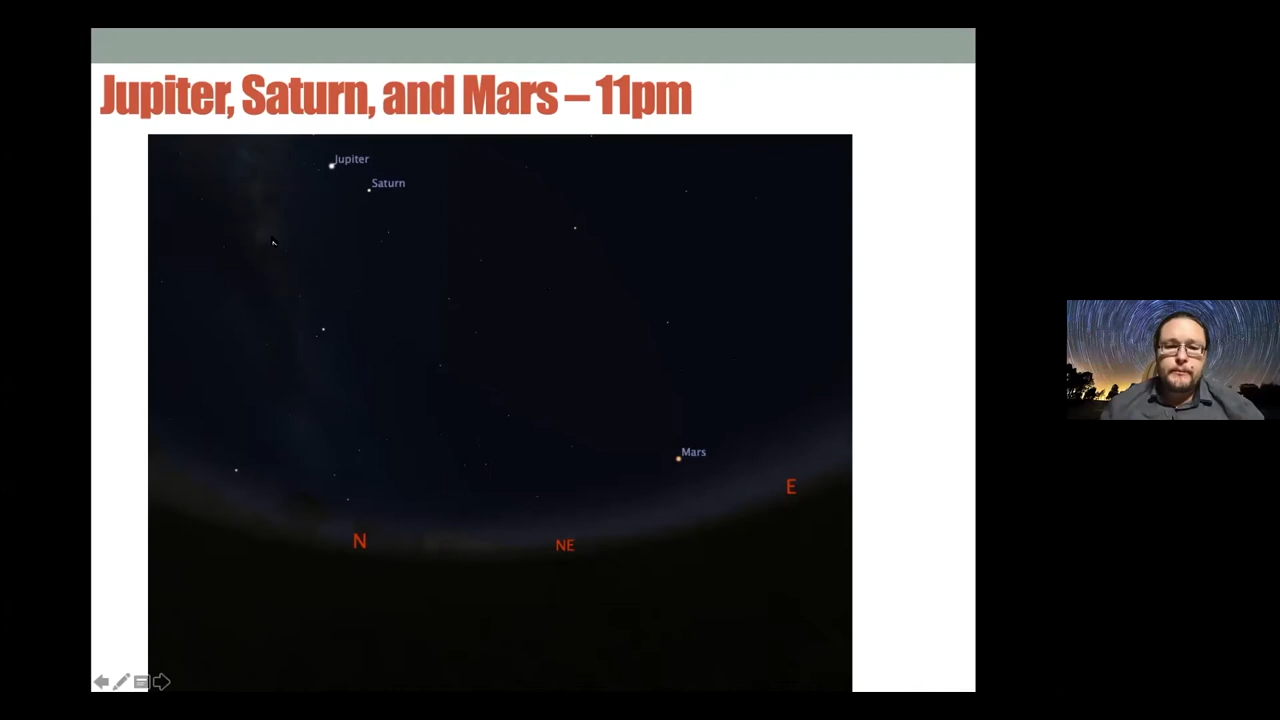 Jupiter, Saturn, and Mars – 11pm
Jupiter
Saturn
Mars
E
N
NE